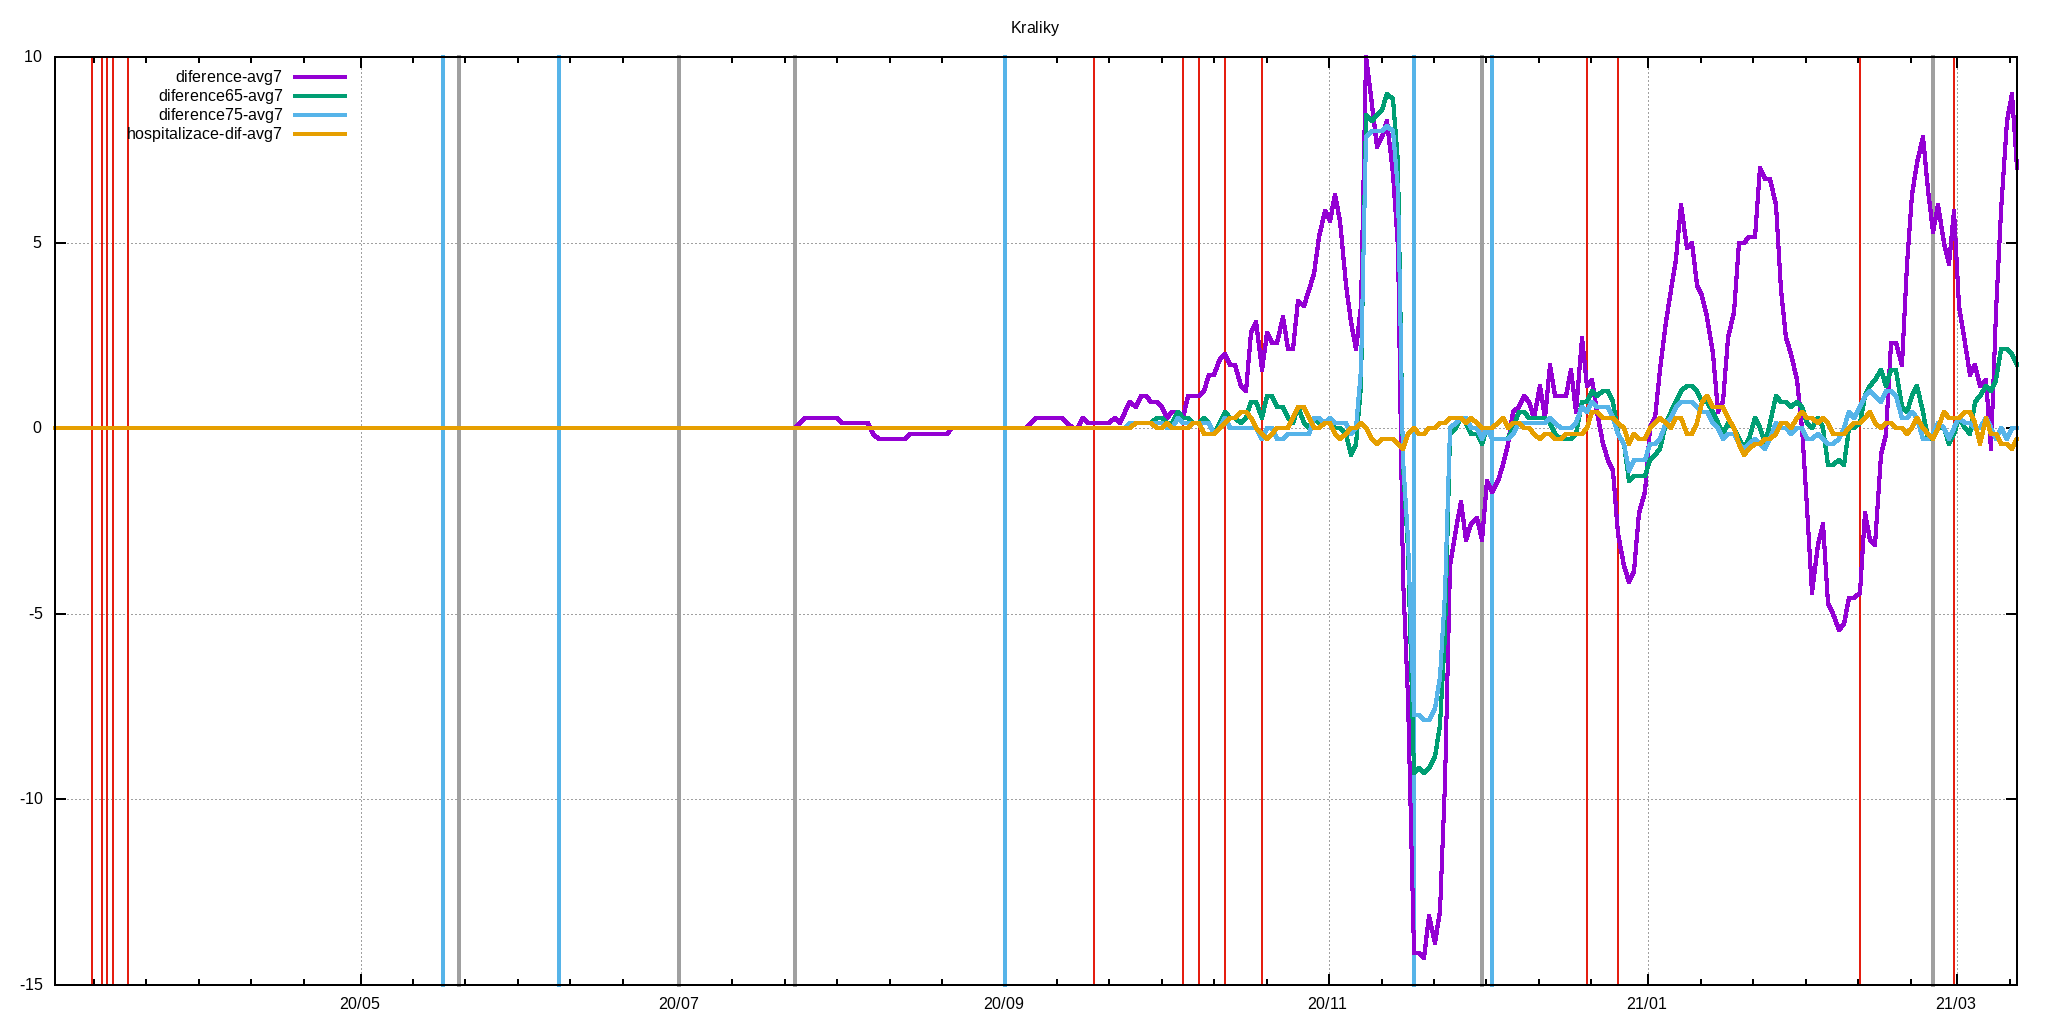 Kraliky
10
diference-avg7
diference65-avg7
diference75-avg7
hospitalizace-dif-avg7
5
0
-5
-10
-15
20/05 20/07 20/09 20/11 21/01 21/03